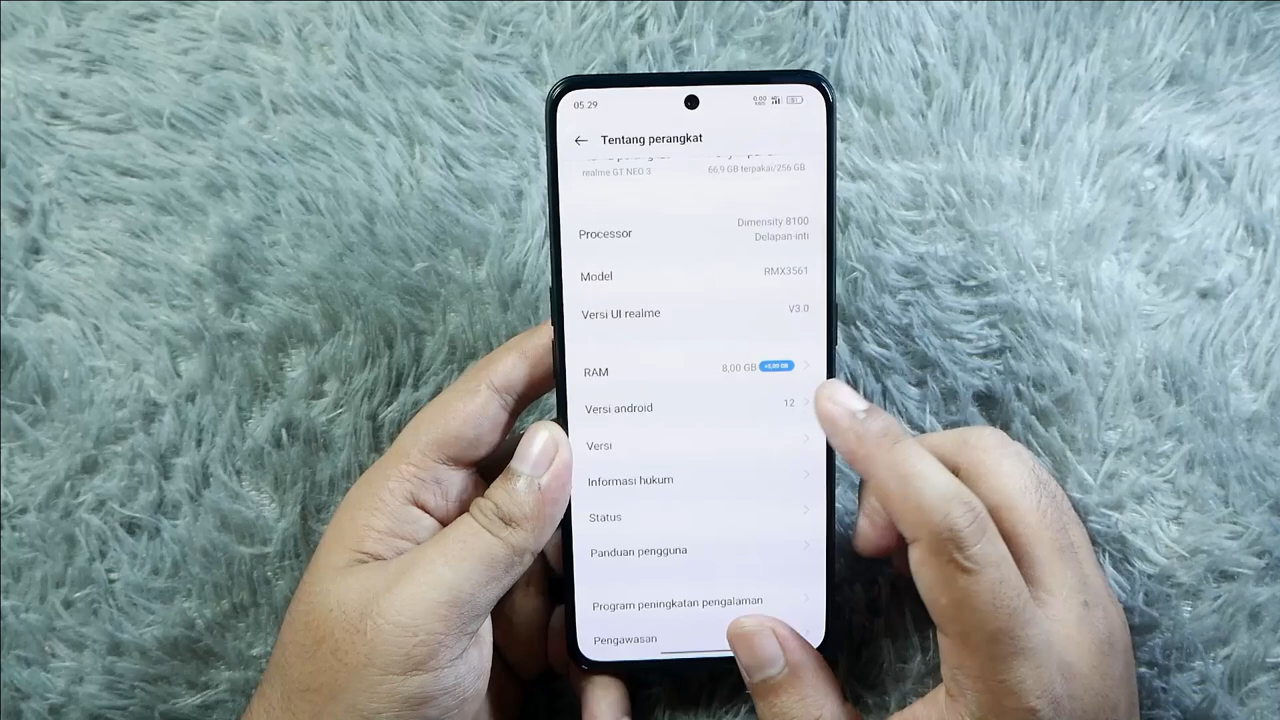 05.29
Tentang perangkat
realme GT NEO 3
66,9 GB terpakai/256 GB
Processor
Dimensity 8100
Delapan-inti
Model
RMX3561
Versi UI realme
V3.0
RAM
8,00 GB
Versi android
12
Versi
Informasi hukum
Status
Panduan pengguna
Program peningkatan pengalaman
Pengawasan